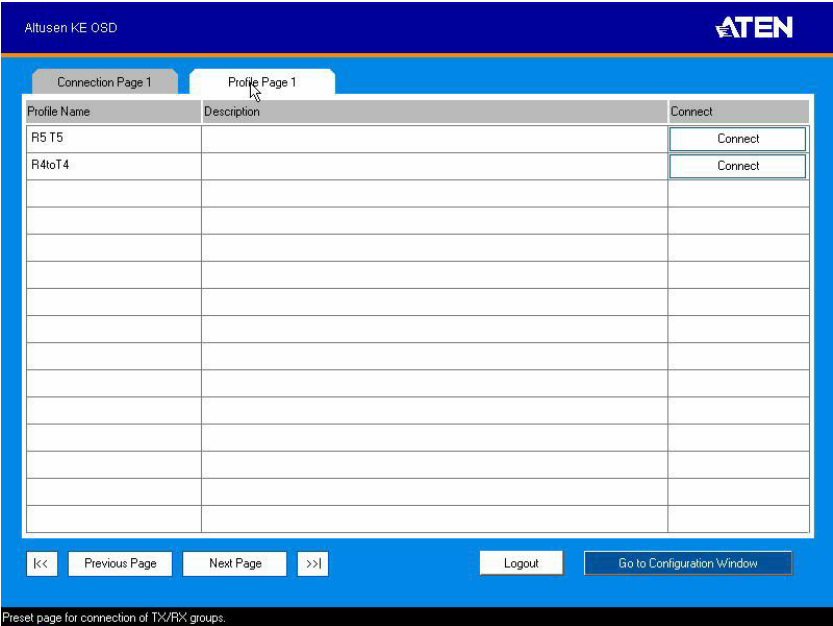 Altusen KE OSD
ATEN
Connection Page 1
Profile Page 1
Profile Name Description Connect
R5 T5 Connect
R4toT4 Connect
|<< Previous Page Next Page >>| Logout Go to Configuration Window
Preset page for connection of TX/RX groups.